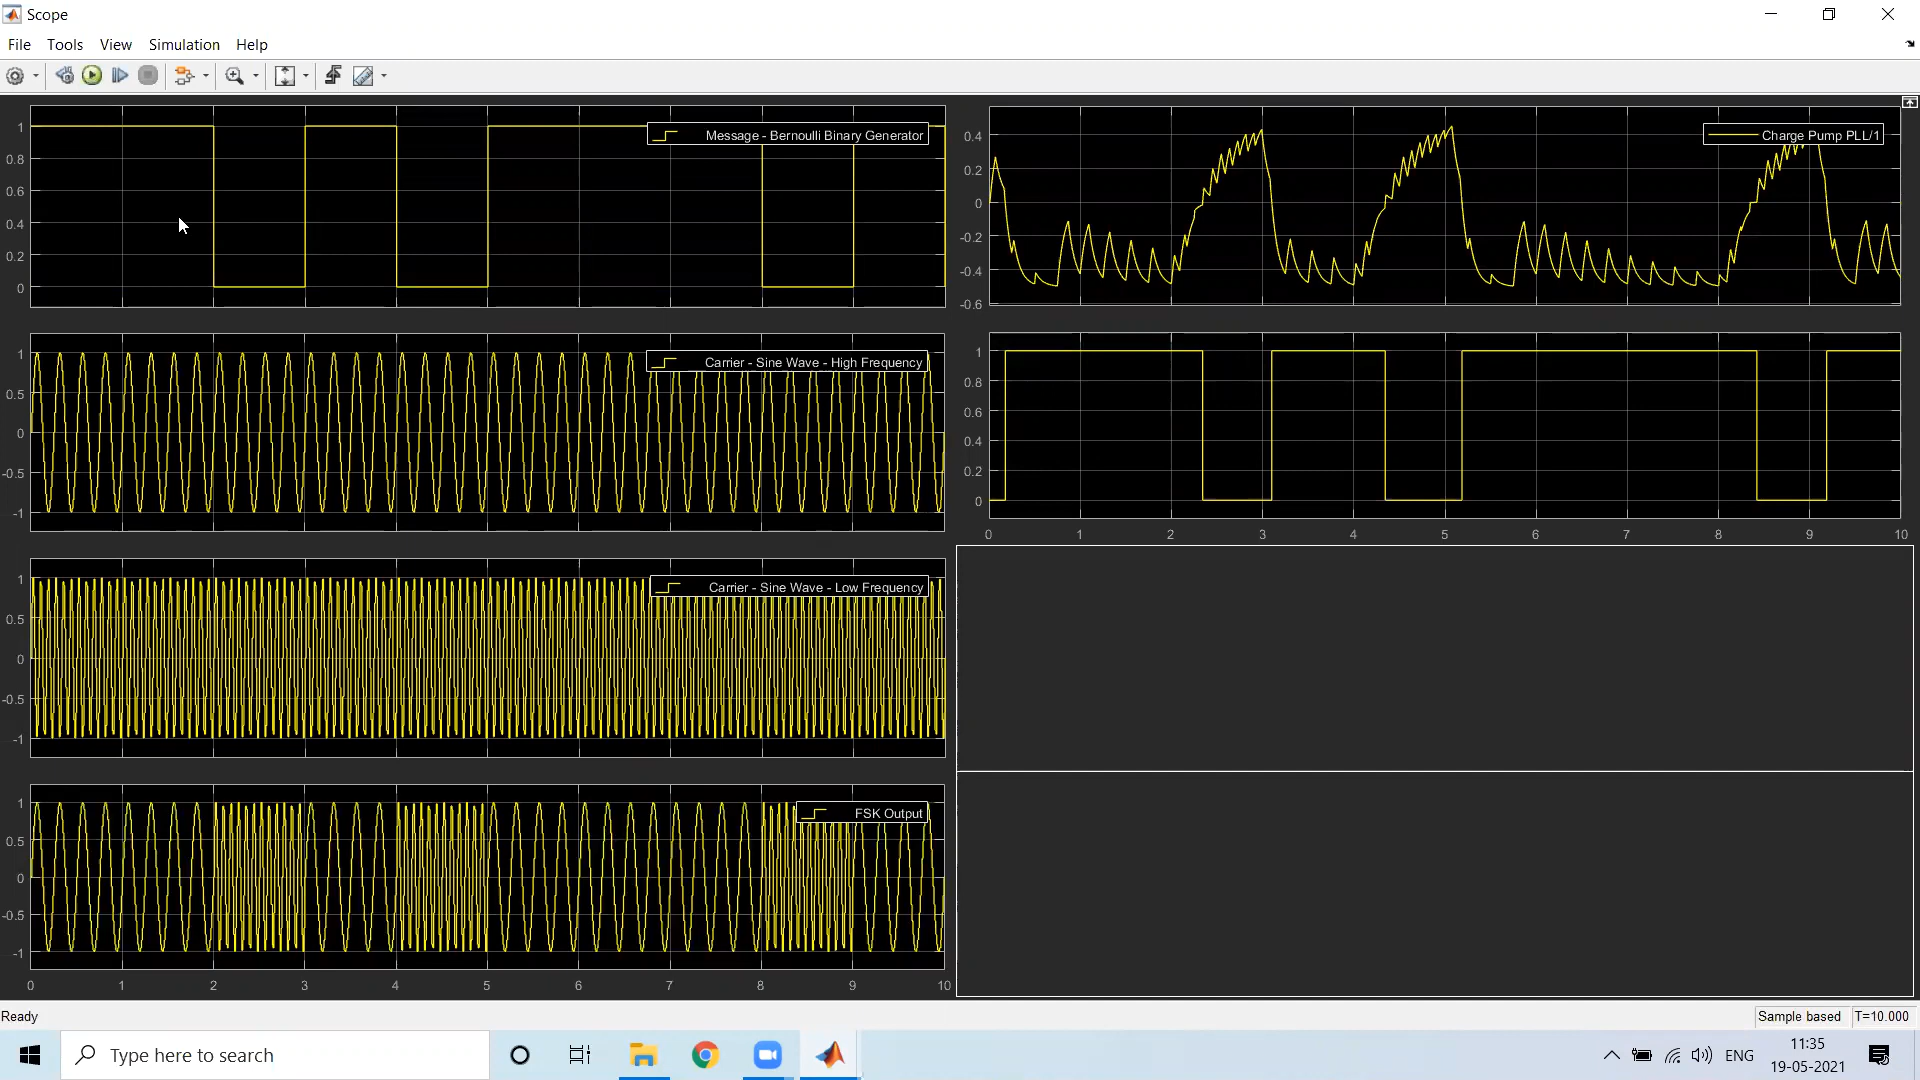 Scope
File Tools View Simulation Help
Message - Bernoulli Binary Generator
1
0.8
0.6
0.4
0.2
0
Carrier - Sine Wave - High Frequency
1
0.5
0
-0.5
-1
Carrier - Sine Wave - Low Frequency
1
0.5
0
-0.5
-1
FSK Output
1
0.5
0
-0.5
-1
0 1 2 3 4 5 6 7 8 9 10
Charge Pump PLL/1
0.4
0.2
0
-0.2
-0.4
-0.6
1
0.8
0.6
0.4
0.2
0
0 1 2 3 4 5 6 7 8 9 10
Ready
Sample based T=10.000
Type here to search
ENG
11:35
19-05-2021